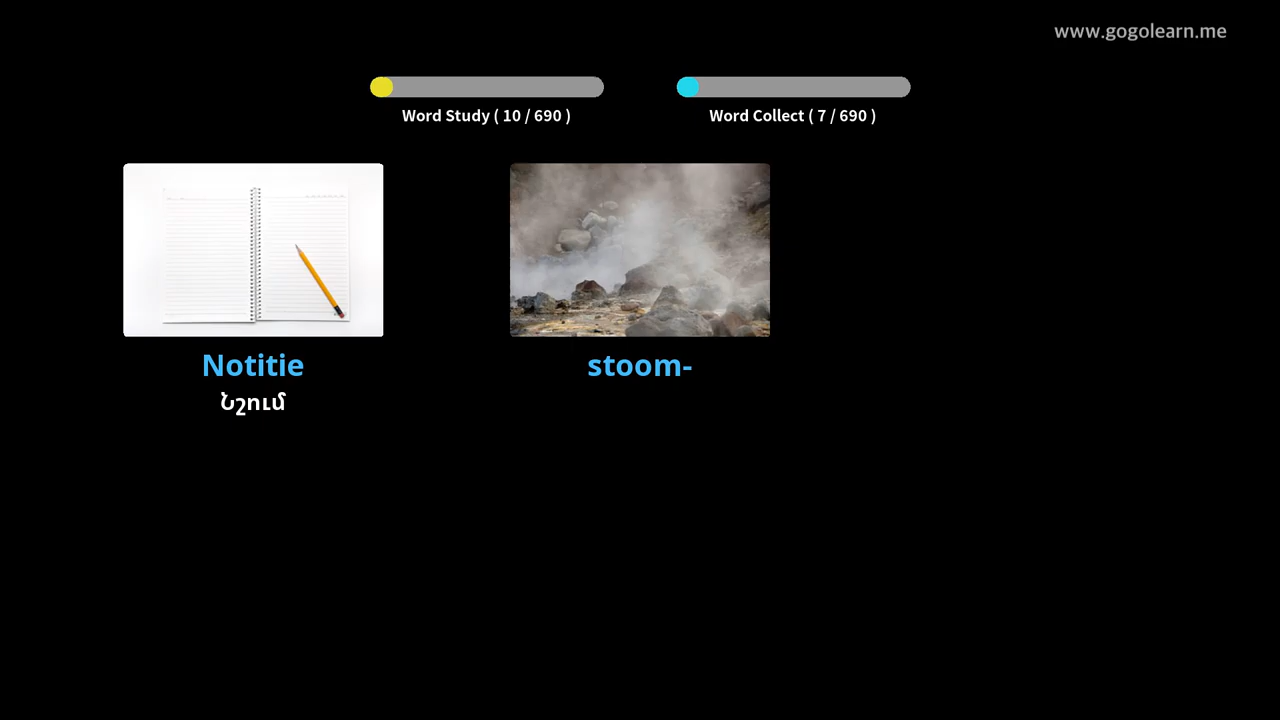 www.gogolearn.me
Word Study ( 10 / 690 )
Word Collect ( 7 / 690 )
Notitie
Նշում
stoom-